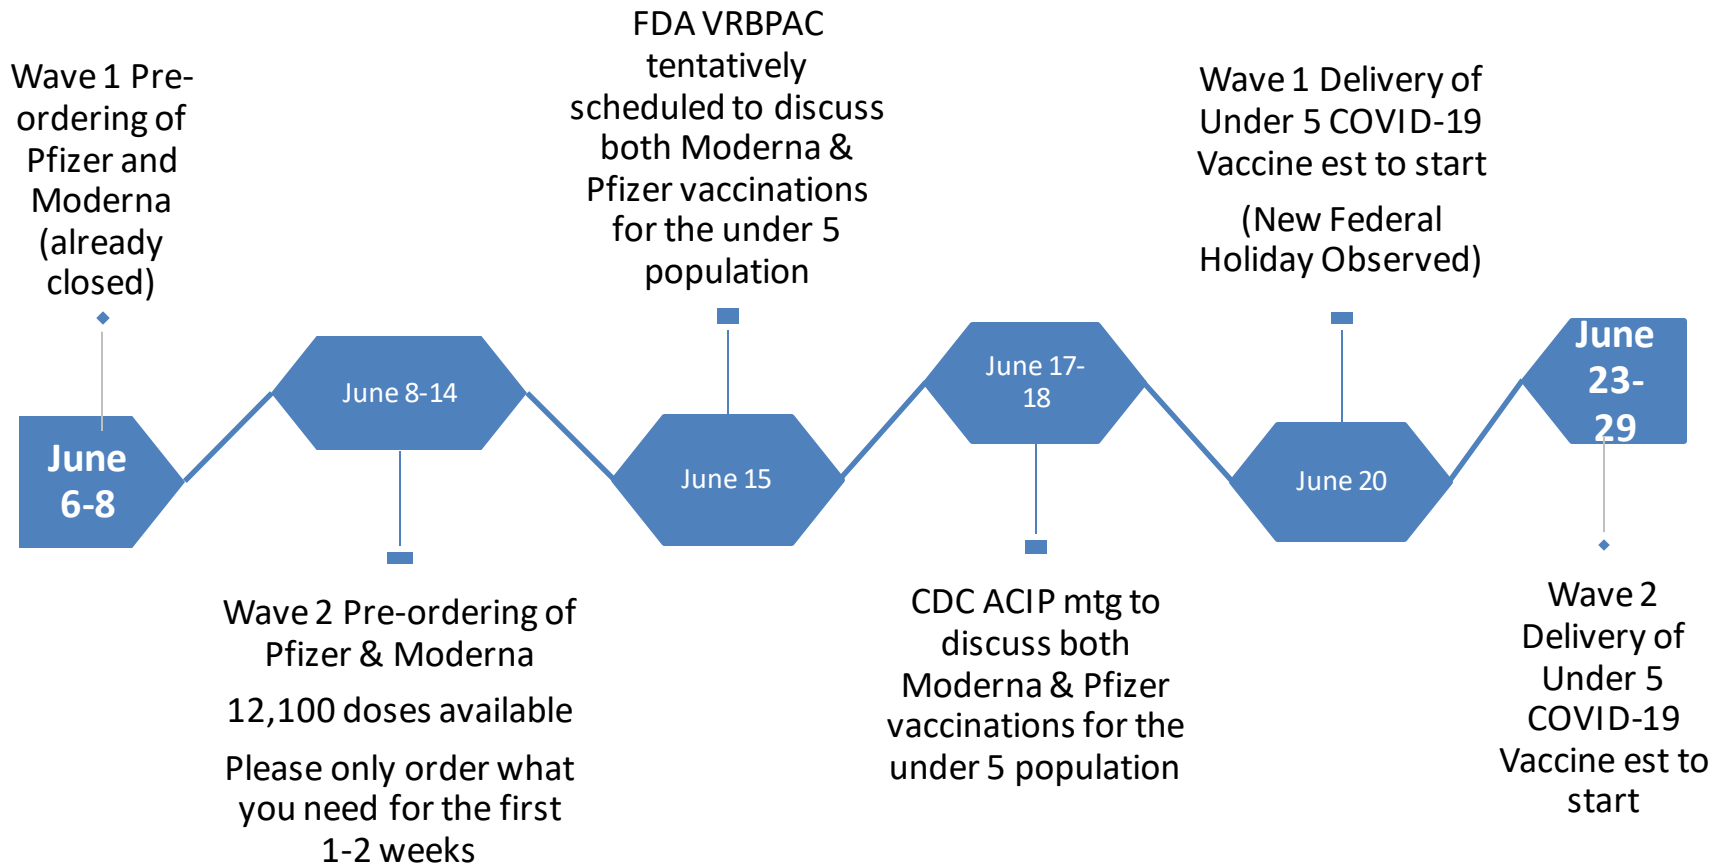 Wave 1 Pre-
ordering of
Pfizer and
Moderna
(already
closed)
June
6-8
June 8-14
Wave 2 Pre-ordering of
Pfizer & Moderna
12,100 doses available
Please only order what
you need for the first
1-2 weeks
FDA VRBPAC
tentatively
scheduled to discuss
both Moderna &
Pfizer vaccinations
for the under 5
population
June 15
June 17-
18
CDC ACIP mtg to
discuss both
Moderna & Pfizer
vaccinations for the
under 5 population
Wave 1 Delivery of
Under 5 COVID-19
Vaccine est to start
(New Federal
Holiday Observed)
June 20
June
23-
29
Wave 2
Delivery of
Under 5
COVID-19
Vaccine est to
start